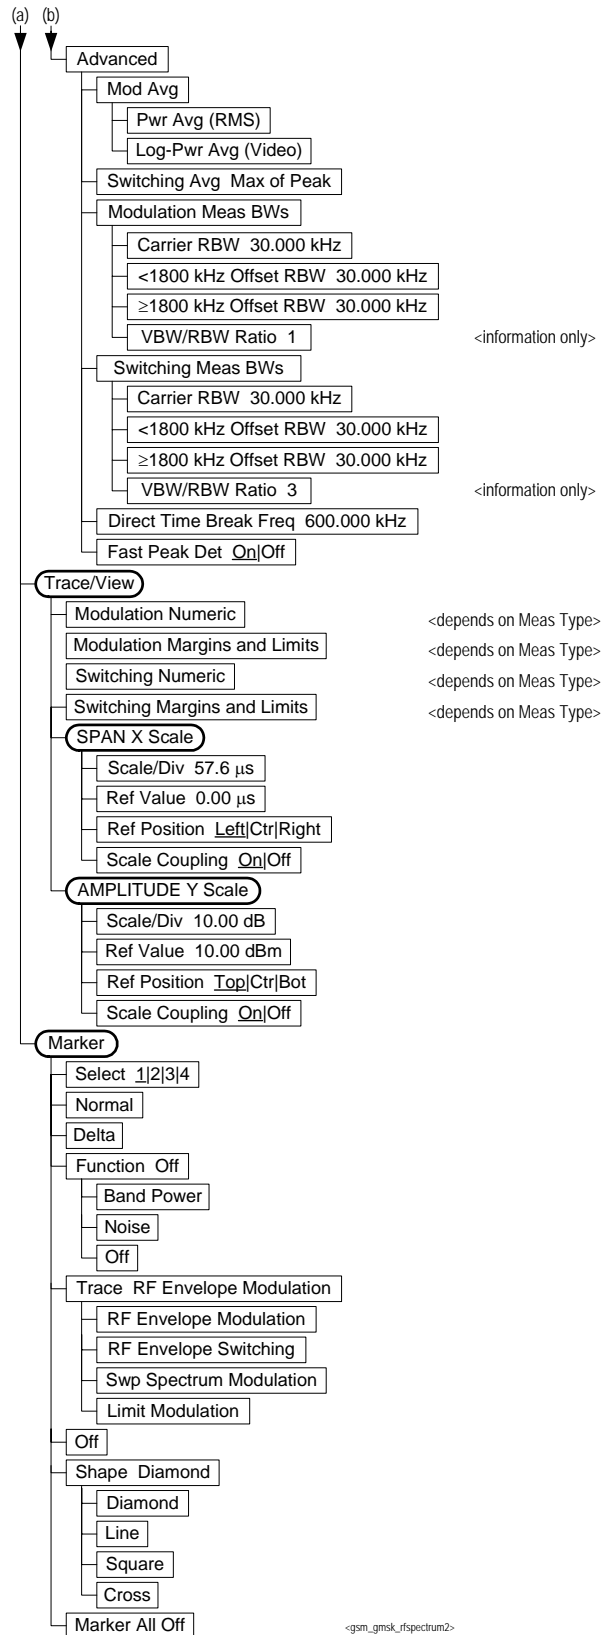 (a) (b)
Advanced
Mod Avg
Pwr Avg (RMS)
Log-Pwr Avg (Video)
Switching Avg Max of Peak
Modulation Meas BWs
Carrier RBW 30.000 kHz
<1800 kHz Offset RBW 30.000 kHz
≥1800 kHz Offset RBW 30.000 kHz
VBW/RBW Ratio 1 <information only>
Switching Meas BWs
Carrier RBW 30.000 kHz
<1800 kHz Offset RBW 30.000 kHz
≥1800 kHz Offset RBW 30.000 kHz
VBW/RBW Ratio 3 <information only>
Direct Time Break Freq 600.000 kHz
Fast Peak Det On|Off
Trace/View
Modulation Numeric <depends on Meas Type>
Modulation Margins and Limits <depends on Meas Type>
Switching Numeric <depends on Meas Type>
Switching Margins and Limits <depends on Meas Type>
SPAN X Scale
Scale/Div 57.6 μs
Ref Value 0.00 μs
Ref Position Left|Ctr|Right
Scale Coupling On|Off
AMPLITUDE Y Scale
Scale/Div 10.00 dB
Ref Value 10.00 dBm
Ref Position Top|Ctr|Bot
Scale Coupling On|Off
Marker
Select 1|2|3|4
Normal
Delta
Function Off
Band Power
Noise
Off
Trace RF Envelope Modulation
RF Envelope Modulation
RF Envelope Switching
Swp Spectrum Modulation
Limit Modulation
Off
Shape Diamond
Diamond
Line
Square
Cross
Marker All Off <gsm_gmsk_rfspectrum2>